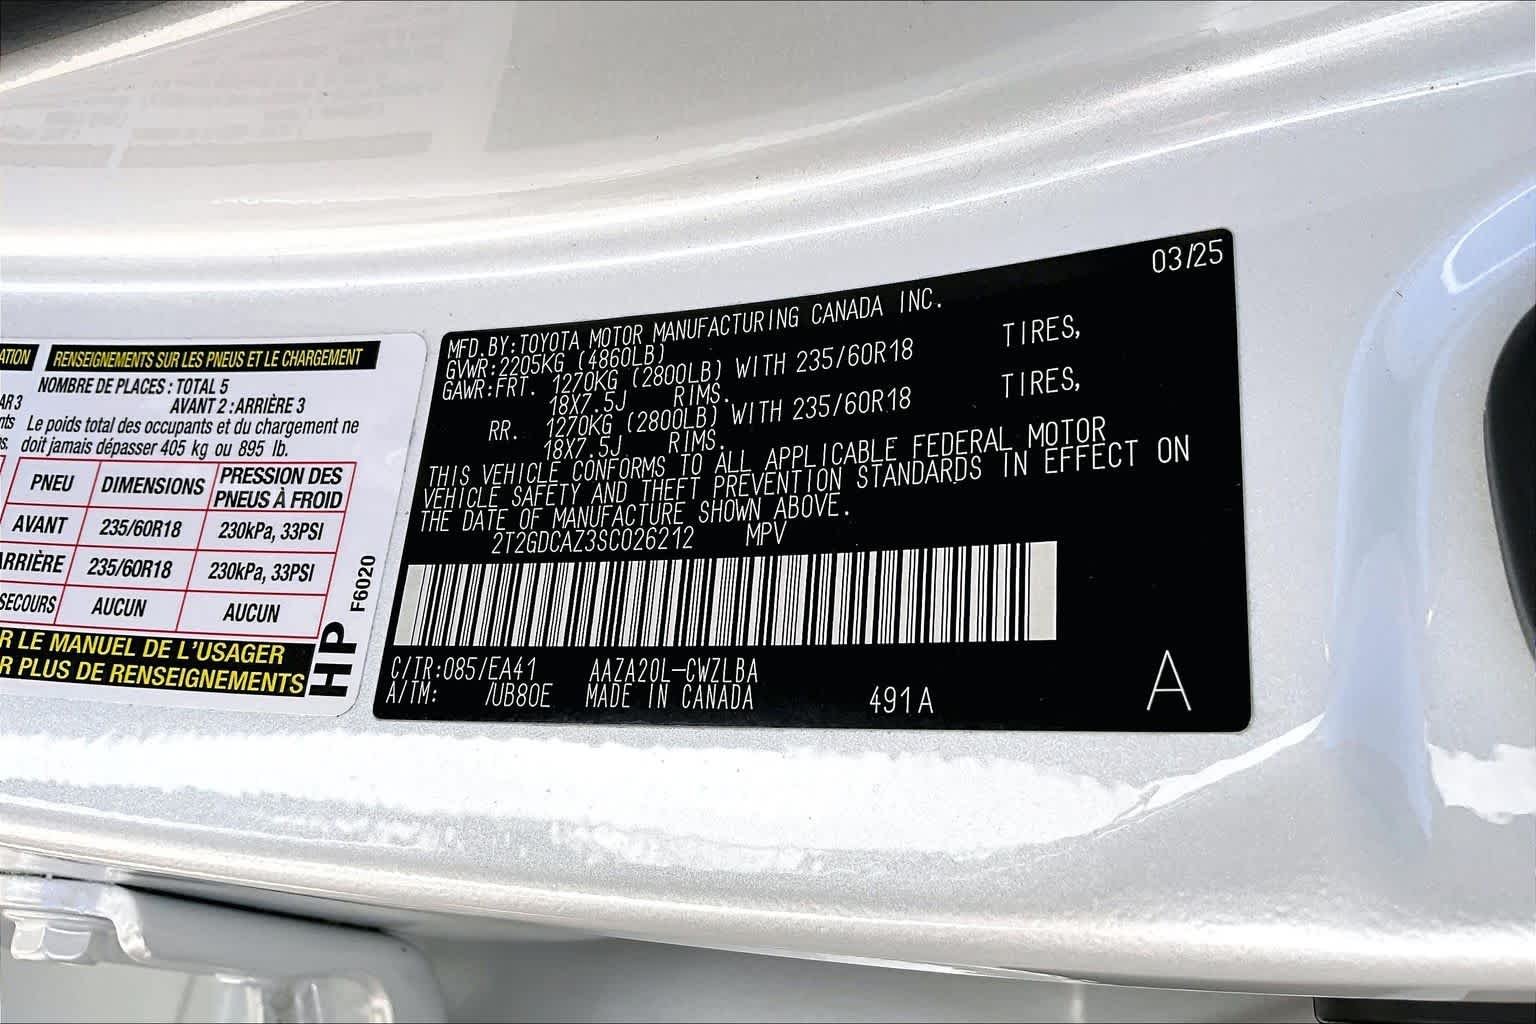 ATION RENSEIGNEMENTS SUR LES PNEUS ET LE CHARGEMENT
NOMBRE DE PLACES : TOTAL 5
AR 3 AVANT 2 : ARRIÈRE 3
nts Le poids total des occupants et du chargement ne
s. doit jamais dépasser 405 kg ou 895 lb.
PNEU DIMENSIONS PRESSION DES PNEUS À FROID
AVANT 235/60R18 230kPa, 33PSI
ARRIÈRE 235/60R18 230kPa, 33PSI
SECOURS AUCUN AUCUN
R LE MANUEL DE L'USAGER
R PLUS DE RENSEIGNEMENTS
HP F6020
03/25
MFD.BY:TOYOTA MOTOR MANUFACTURING CANADA INC.
GVWR:2205KG (4860LB)
GAWR:FRT. 1270KG (2800LB) WITH 235/60R18 TIRES,
18X7.5J RIMS.
RR. 1270KG (2800LB) WITH 235/60R18 TIRES,
18X7.5J RIMS.
THIS VEHICLE CONFORMS TO ALL APPLICABLE FEDERAL MOTOR
VEHICLE SAFETY AND THEFT PREVENTION STANDARDS IN EFFECT ON
THE DATE OF MANUFACTURE SHOWN ABOVE.
2T2GDCAZ3SC026212 MPV
C/TR:085/EA41 AAZA20L-CWZLBA
A/TM: /UB80E MADE IN CANADA 491A A